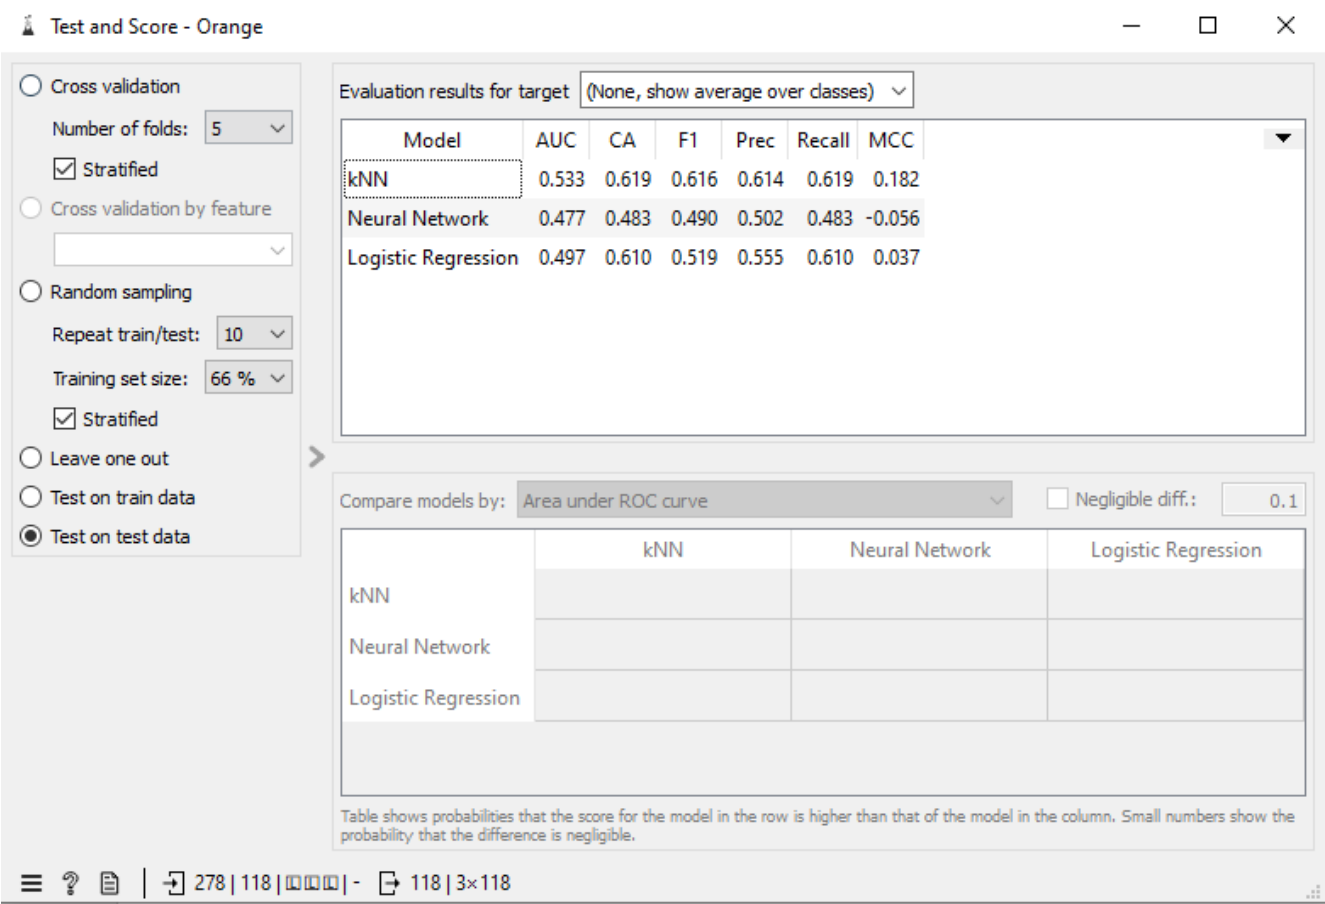 Test and Score - Orange
Cross validation
Number of folds: 5
Stratified
Cross validation by feature
Random sampling
Repeat train/test: 10
Training set size: 66 %
Stratified
Leave one out
Test on train data
Test on test data
Evaluation results for target (None, show average over classes)
Model AUC CA F1 Prec Recall MCC
kNN 0.533 0.619 0.616 0.614 0.619 0.182
Neural Network 0.477 0.483 0.490 0.502 0.483 -0.056
Logistic Regression 0.497 0.610 0.519 0.555 0.610 0.037
Compare models by: Area under ROC curve Negligible diff.: 0.1
kNN Neural Network Logistic Regression
kNN
Neural Network
Logistic Regression
Table shows probabilities that the score for the model in the row is higher than that of the model in the column. Small numbers show the
probability that the difference is negligible.
278 | 118 | | - 118 | 3×118